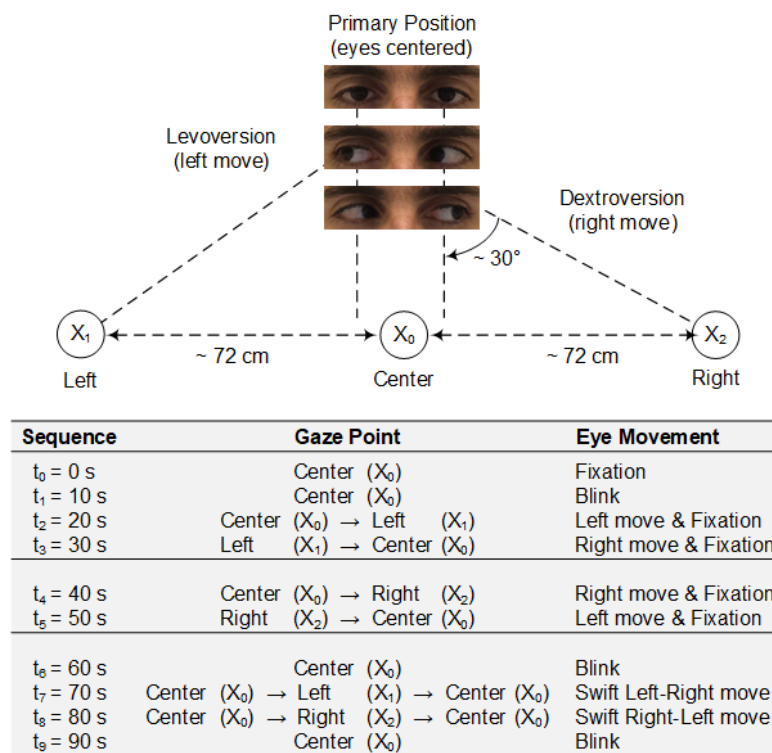 Primary Position
(eyes centered)
Levoversion
(left move)
Dextroversion
(right move)
~ 30°
X₁ X₀ X₂
~ 72 cm ~ 72 cm
Left Center Right
Sequence Gaze Point Eye Movement
t₀ = 0 s Center (X₀) Fixation
t₁ = 10 s Center (X₀) Blink
t₂ = 20 s Center (X₀) → Left (X₁) Left move & Fixation
t₃ = 30 s Left (X₁) → Center (X₀) Right move & Fixation
t₄ = 40 s Center (X₀) → Right (X₂) Right move & Fixation
t₅ = 50 s Right (X₂) → Center (X₀) Left move & Fixation
t₆ = 60 s Center (X₀) Blink
t₇ = 70 s Center (X₀) → Left (X₁) → Center (X₀) Swift Left-Right move
t₈ = 80 s Center (X₀) → Right (X₂) → Center (X₀) Swift Right-Left move
t₉ = 90 s Center (X₀) Blink